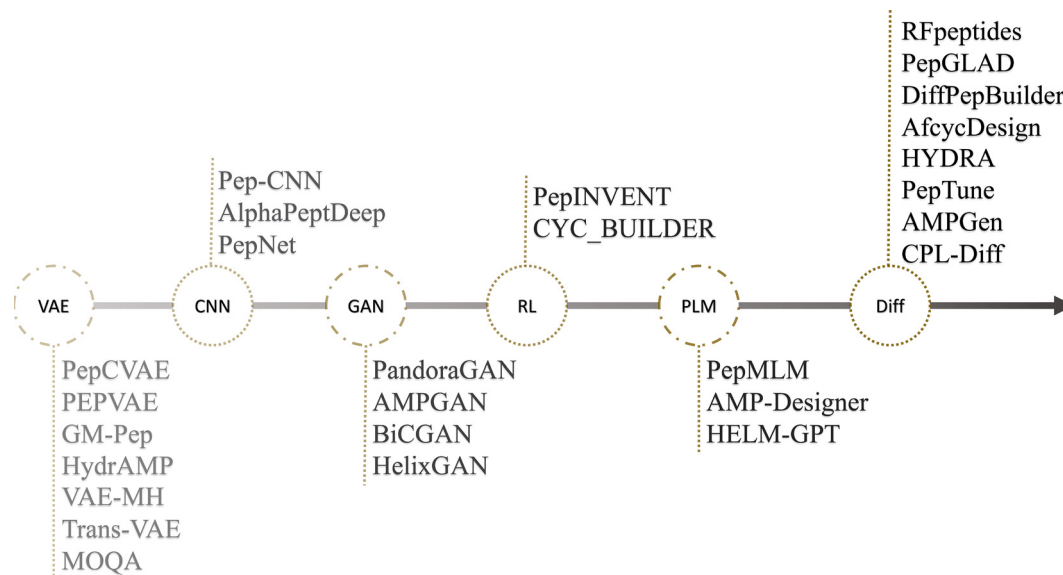 RFpeptides
PepGLAD
DiffPepBuilder
AfcycDesign
HYDRA
PepTune
AMPGen
CPL-Diff
Pep-CNN
AlphaPeptDeep
PepNet
PepINVENT
CYC_BUILDER
VAE
CNN
GAN
RL
PLM
Diff
PepCVAE
PEPVAE
GM-Pep
HydrAMP
VAE-MH
Trans-VAE
MOQA
PandoraGAN
AMPGAN
BiCGAN
HelixGAN
PepMLM
AMP-Designer
HELM-GPT